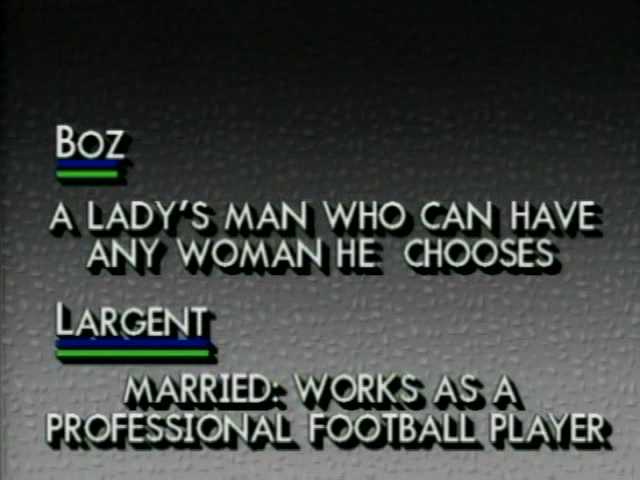 BOZ
A LADY'S MAN WHO CAN HAVE
ANY WOMAN HE CHOOSES
LARGENT
MARRIED: WORKS AS A
PROFESSIONAL FOOTBALL PLAYER